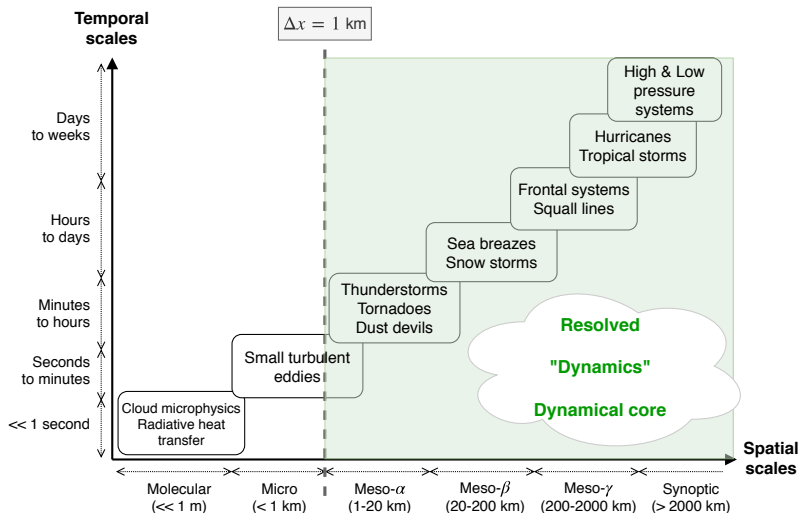 Temporal
scales
Δx = 1 km
Days
to weeks
Hours
to days
Minutes
to hours
Seconds
to minutes
<< 1 second
High & Low
pressure
systems
Hurricanes
Tropical storms
Frontal systems
Squall lines
Sea breazes
Snow storms
Thunderstorms
Tornadoes
Dust devils
Small turbulent
eddies
Cloud microphysics
Radiative heat
transfer
Resolved
"Dynamics"
Dynamical core
Spatial
scales
Molecular
(<< 1 m)
Micro
(< 1 km)
Meso-α
(1-20 km)
Meso-β
(20-200 km)
Meso-γ
(200-2000 km)
Synoptic
(> 2000 km)